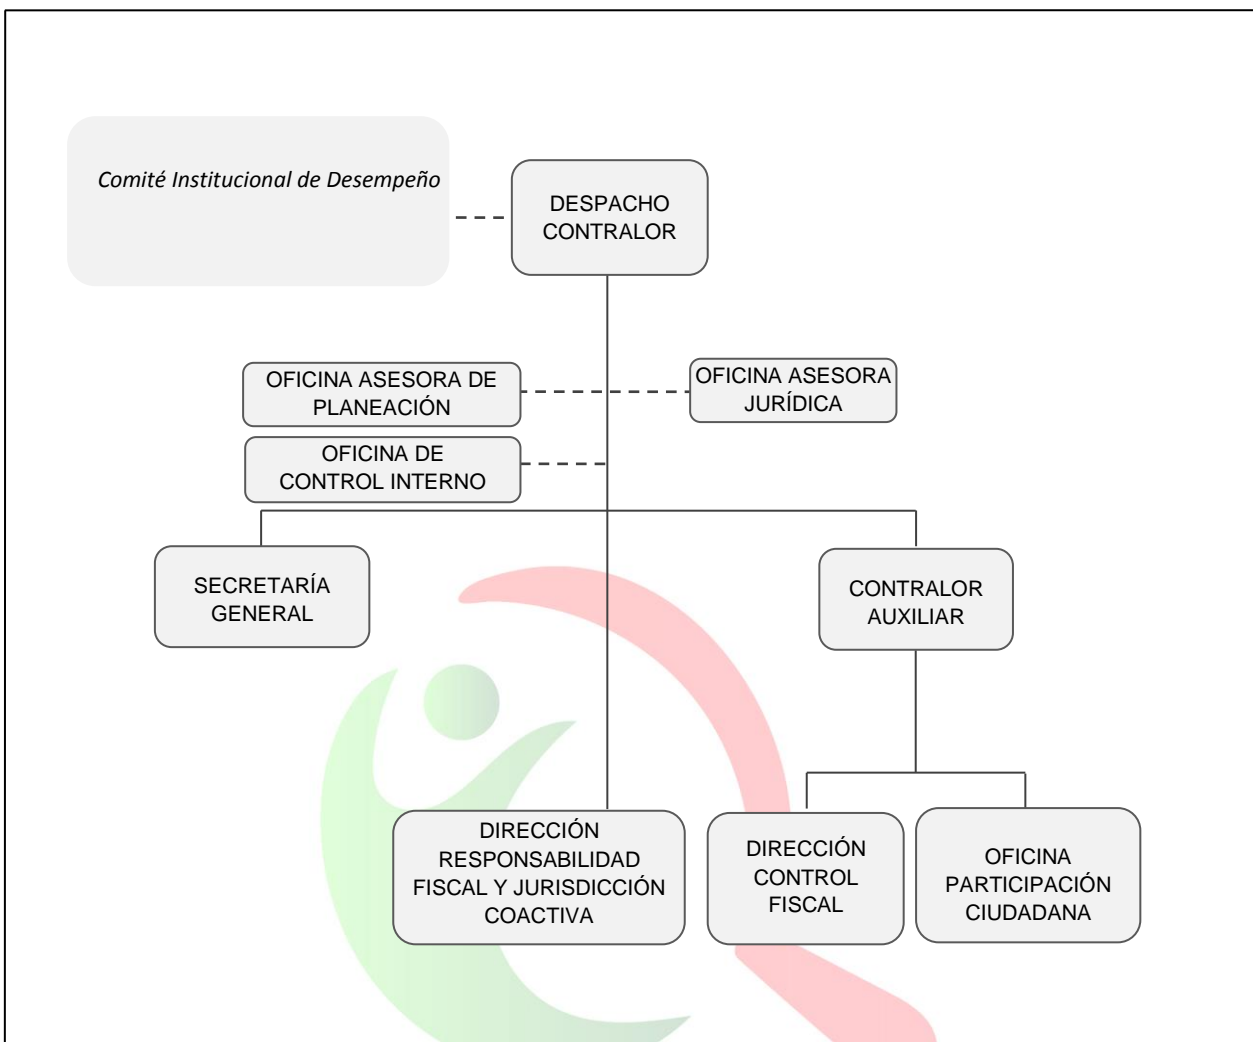 Comité Institucional de Desempeño
DESPACHO
CONTRALOR
OFICINA ASESORA DE
PLANEACIÓN
OFICINA ASESORA
JURÍDICA
OFICINA DE
CONTROL INTERNO
SECRETARÍA
GENERAL
CONTRALOR
AUXILIAR
DIRECCIÓN
RESPONSABILIDAD
FISCAL Y JURISDICCIÓN
COACTIVA
DIRECCIÓN
CONTROL
FISCAL
OFICINA
PARTICIPACIÓN
CIUDADANA